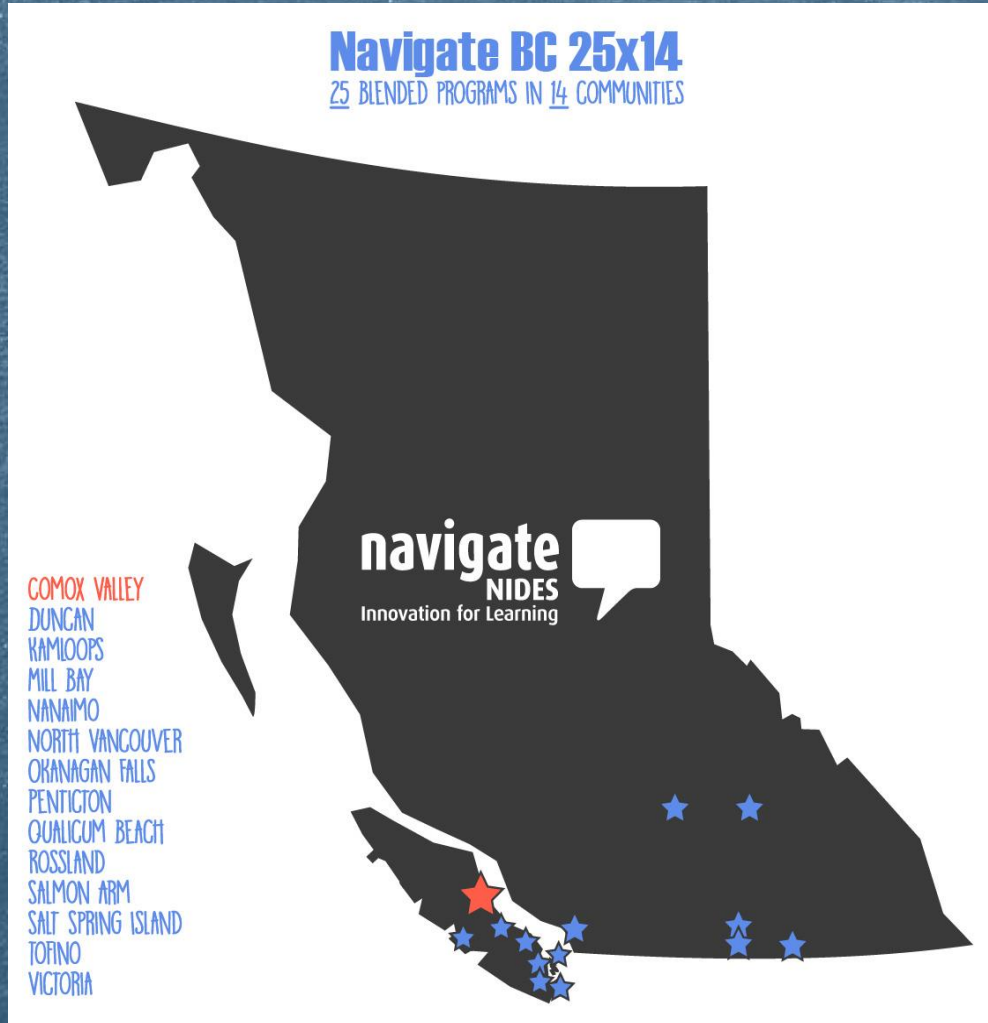 Navigate BC 25x14
25 BLENDED PROGRAMS IN 14 COMMUNITIES
navigate
NIDES
Innovation for Learning
COMOX VALLEY
DUNCAN
KAMLOOPS
MILL BAY
NANAIMO
NORTH VANCOUVER
OKANAGAN FALLS
PENTICTON
QUALICUM BEACH
ROSSLAND
SALMON ARM
SALT SPRING ISLAND
TOFINO
VICTORIA